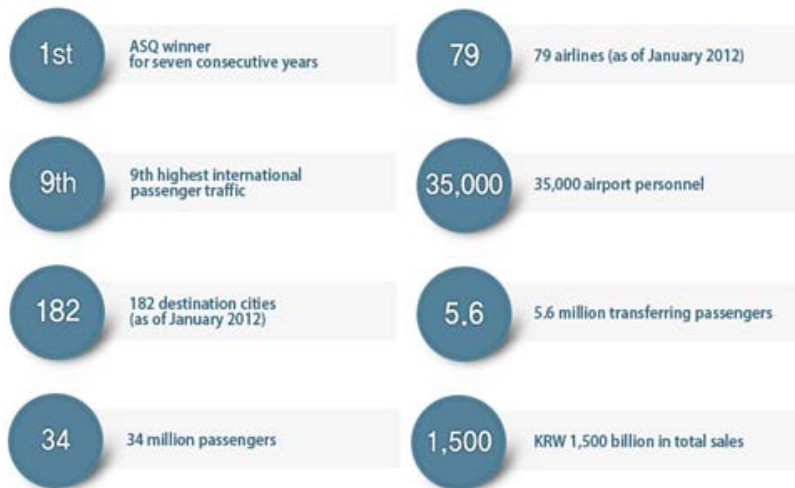 1st
ASQ winner
for seven consecutive years
79
79 airlines (as of January 2012)
9th
9th highest international
passenger traffic
35,000
35,000 airport personnel
182
182 destination cities
(as of January 2012)
5.6
5.6 million transferring passengers
34
34 million passengers
1,500
KRW 1,500 billion in total sales